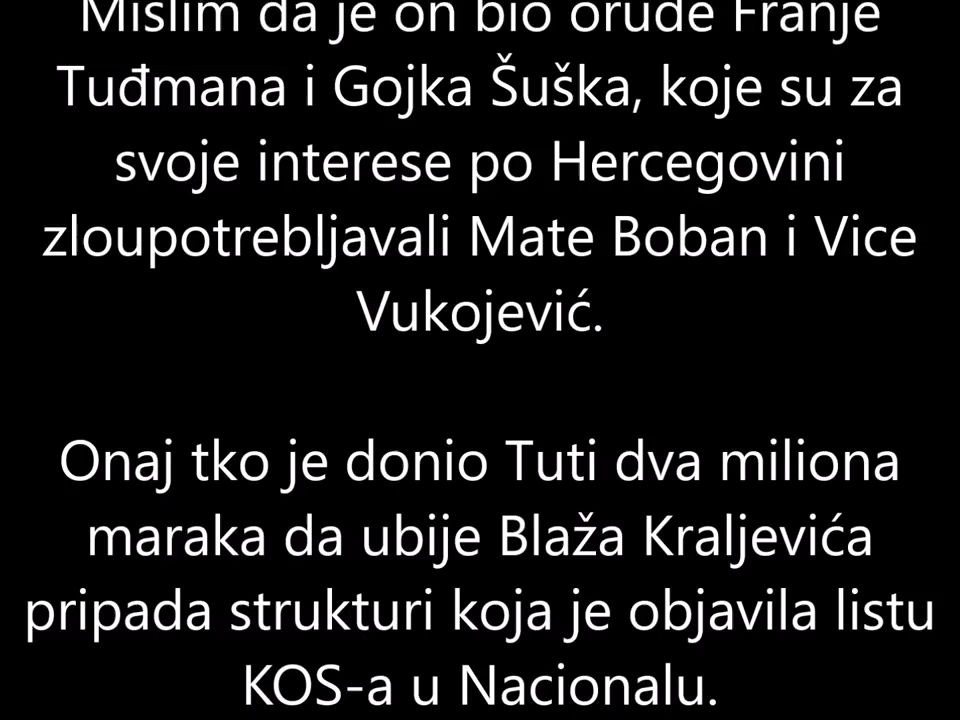 Mislim da je on bio oruđe Franje
Tuđmana i Gojka Šuška, koje su za
svoje interese po Hercegovini
zloupotrebljavali Mate Boban i Vice
Vukojević.
Onaj tko je donio Tuti dva miliona
maraka da ubije Blaža Kraljevića
pripada strukturi koja je objavila listu
KOS-a u Nacionalu.